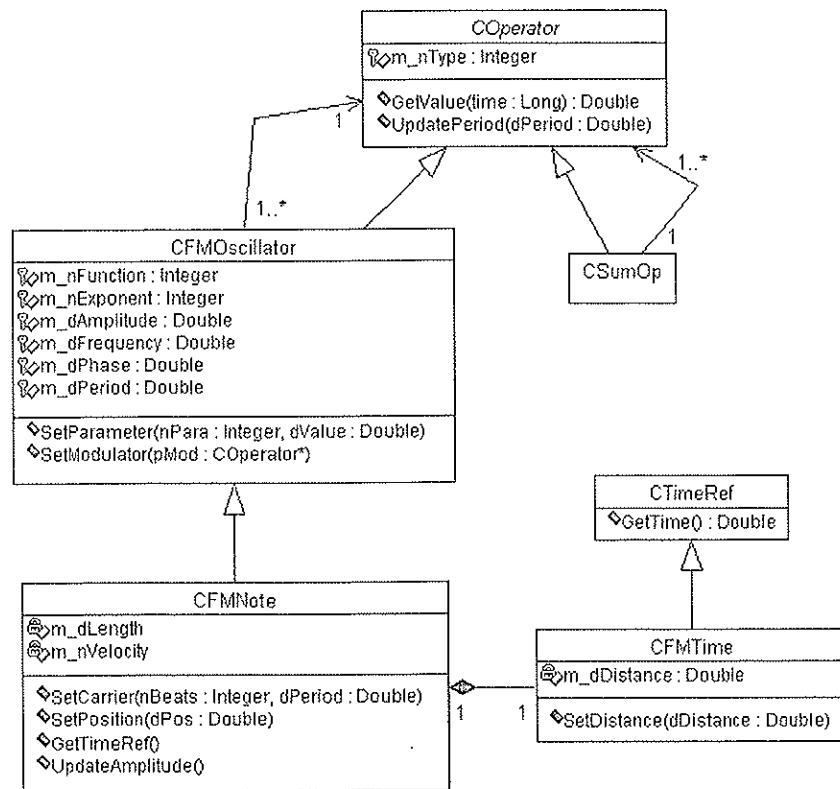 COperator
m_nType : Integer
GetValue(time : Long) : Double
UpdatePeriod(dPeriod : Double)
1
1..*
1..*
1
CFMOscillator
m_nFunction : Integer
m_nExponent : Integer
m_dAmplitude : Double
m_dFrequency : Double
m_dPhase : Double
m_dPeriod : Double
SetParameter(nPara : Integer, dValue : Double)
SetModulator(pMod : COperator*)
CSumOp
CTimeRef
GetTime() : Double
CFMNote
m_dLength
m_nVelocity
SetCarrier(nBeats : Integer, dPeriod : Double)
SetPosition(dPos : Double)
GetTimeRef()
UpdateAmplitude()
1
1
CFMTime
m_dDistance : Double
SetDistance(dDistance : Double)